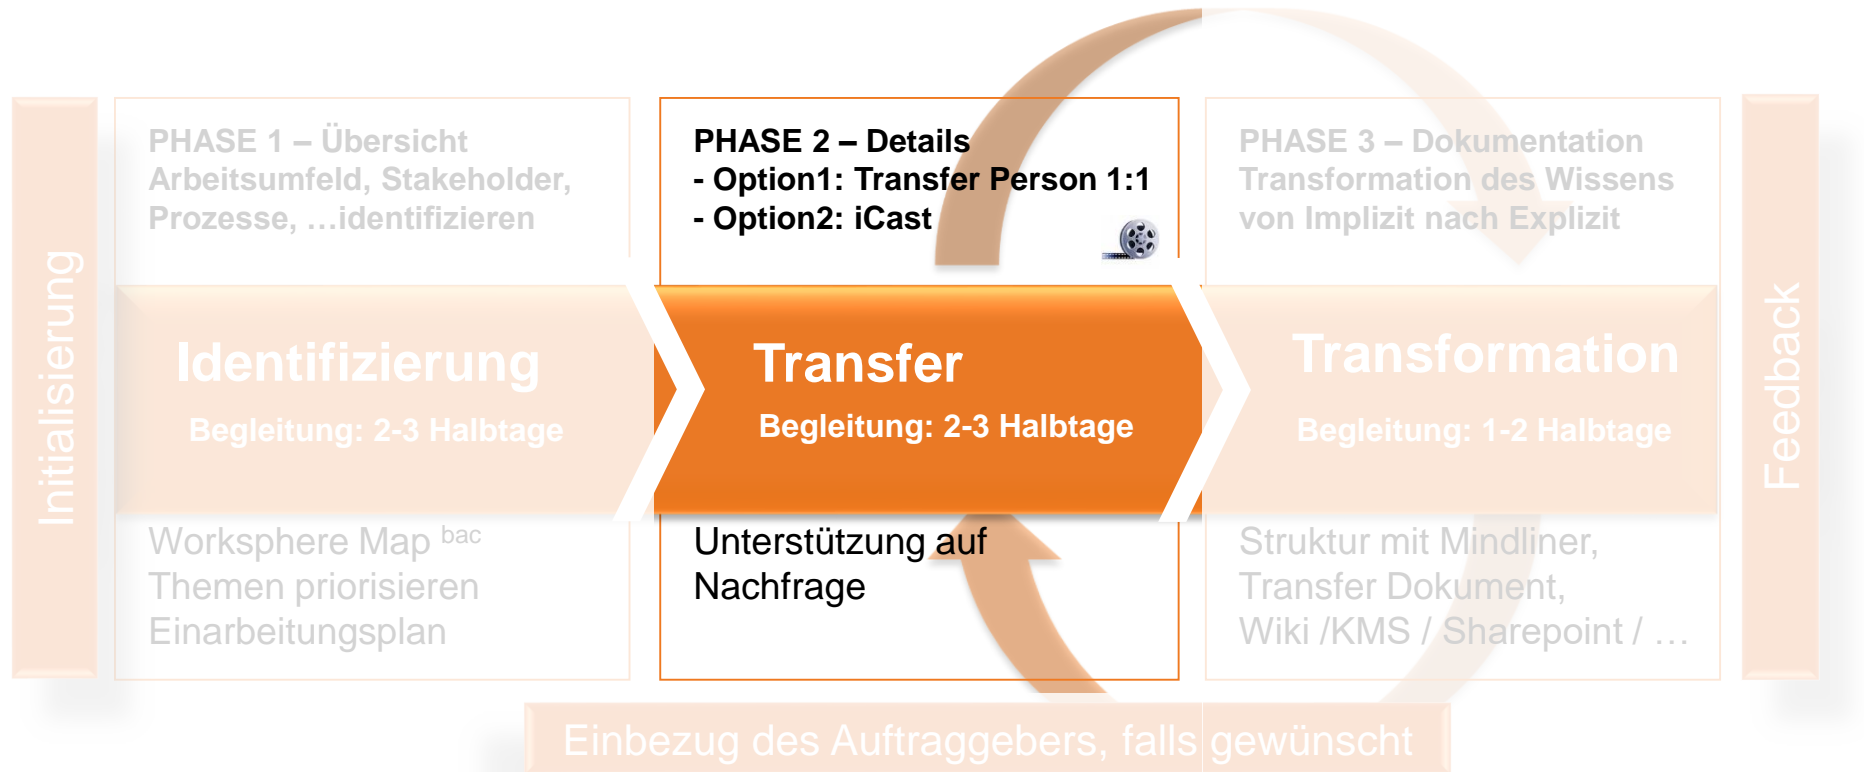 Initialisierung
PHASE 1 – Übersicht
Arbeitsumfeld, Stakeholder,
Prozesse, …identifizieren
Identifizierung
Begleitung: 2-3 Halbtage
Worksphere Map bac
Themen priorisieren
Einarbeitungsplan
PHASE 2 – Details
- Option1: Transfer Person 1:1
- Option2: iCast
Transfer
Begleitung: 2-3 Halbtage
Unterstützung auf
Nachfrage
PHASE 3 – Dokumentation
Transformation des Wissens
von Implizit nach Explizit
Transformation
Begleitung: 1-2 Halbtage
Struktur mit Mindliner,
Transfer Dokument,
Wiki /KMS / Sharepoint / …
Feedback
Einbezug des Auftraggebers, falls gewünscht